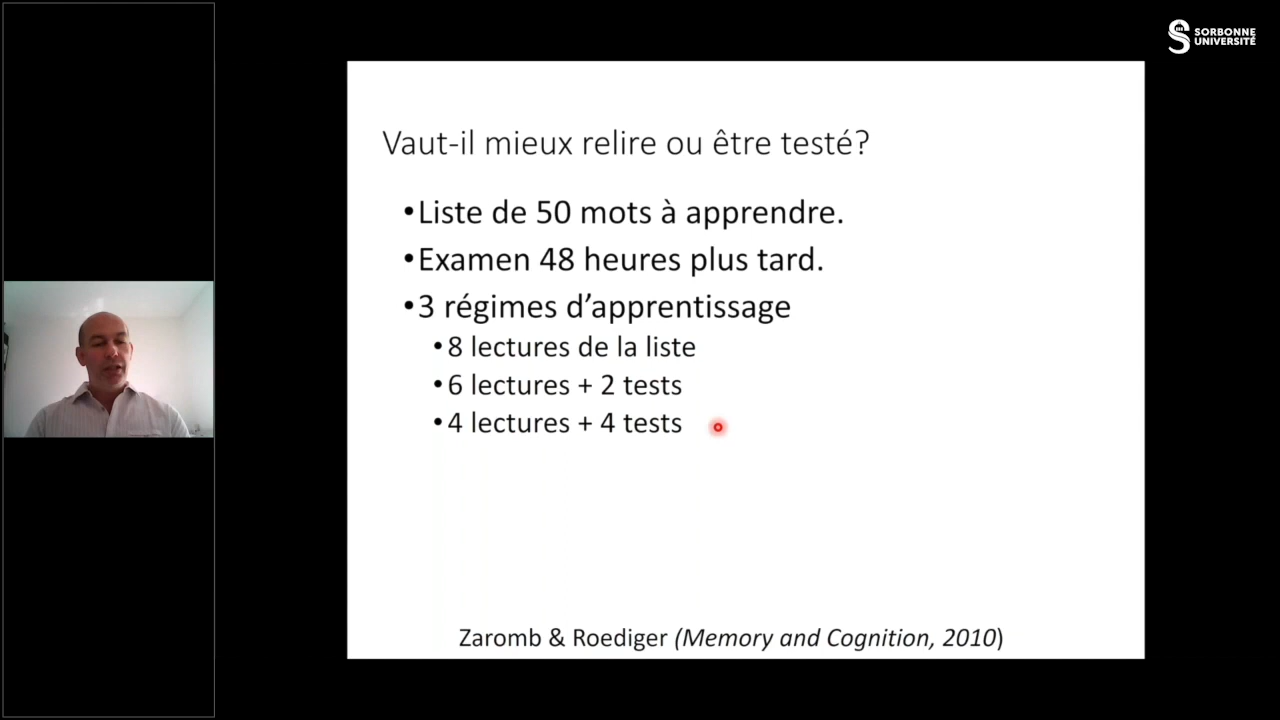 SORBONNE
UNIVERSITÉ
Vaut-il mieux relire ou être testé?
•Liste de 50 mots à apprendre.
•Examen 48 heures plus tard.
•3 régimes d’apprentissage
•8 lectures de la liste
•6 lectures + 2 tests
•4 lectures + 4 tests
Zaromb & Roediger (Memory and Cognition, 2010)